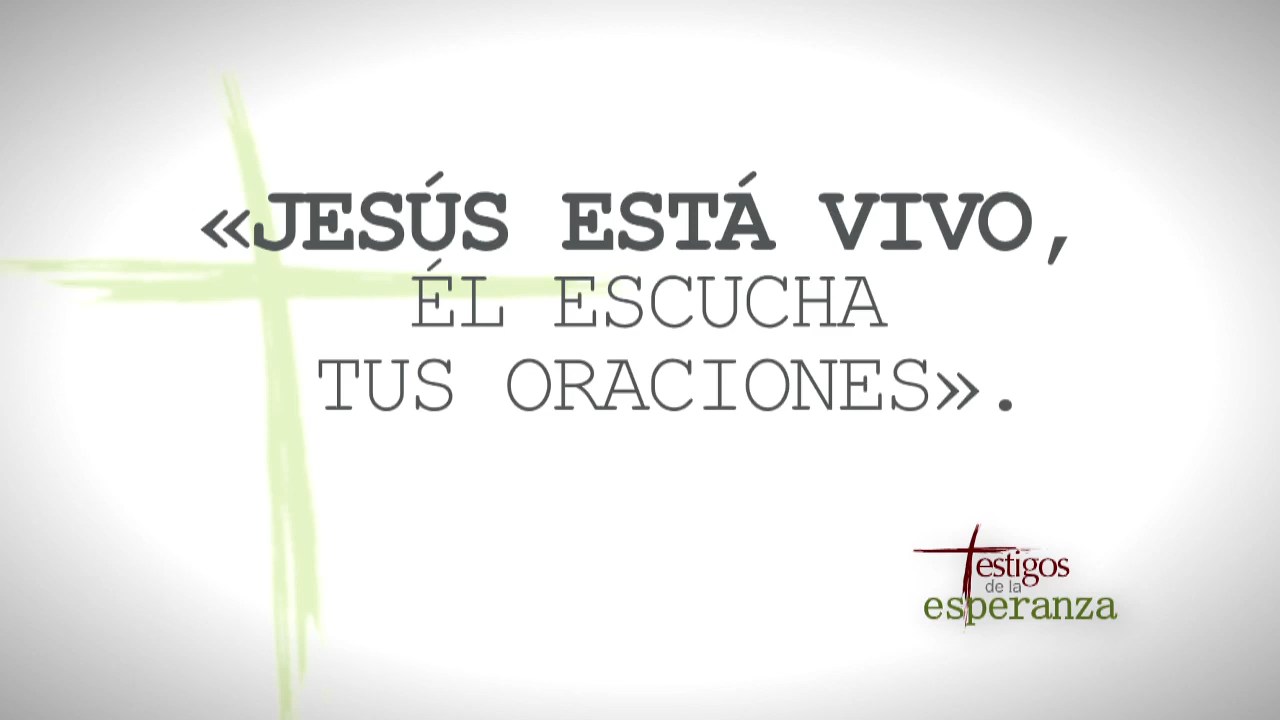 «JESÚS ESTÁ VIVO,
ÉL ESCUCHA
TUS ORACIONES».
testigos
de la
esperanza